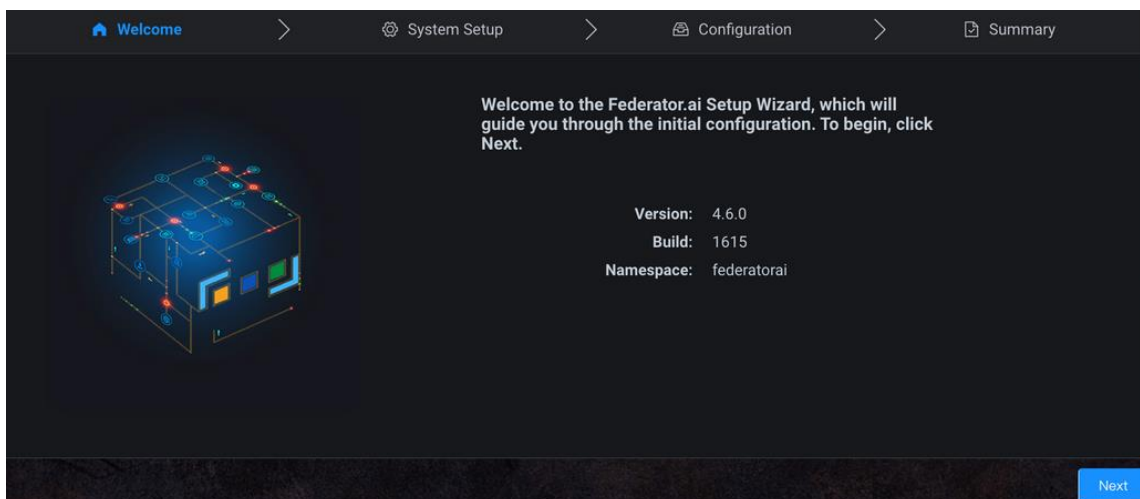 Welcome
System Setup
Configuration
Summary
Welcome to the Federator.ai Setup Wizard, which will
guide you through the initial configuration. To begin, click
Next.
Version: 4.6.0
Build: 1615
Namespace: federatorai
Next